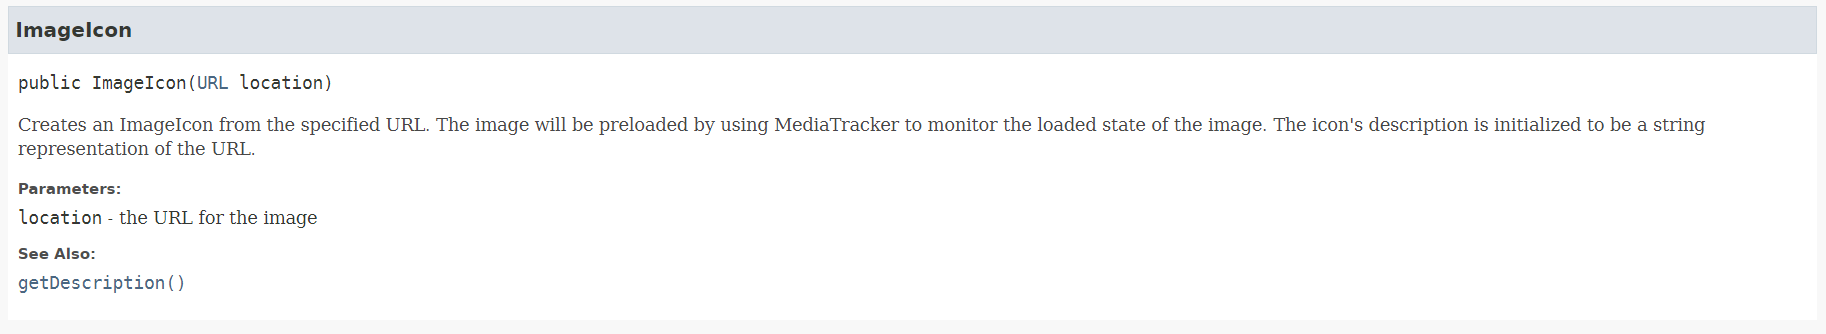 ImageIcon
public ImageIcon(URL location)
Creates an ImageIcon from the specified URL. The image will be preloaded by using MediaTracker to monitor the loaded state of the image. The icon's description is initialized to be a string
representation of the URL.
Parameters:
location - the URL for the image
See Also:
getDescription()